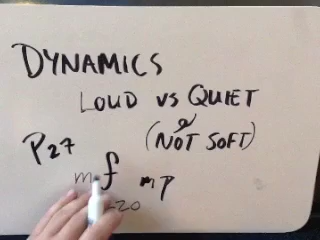 DYNAMICS
LOUD vs QUIET
(NOT SOFT)
P27
mf mp